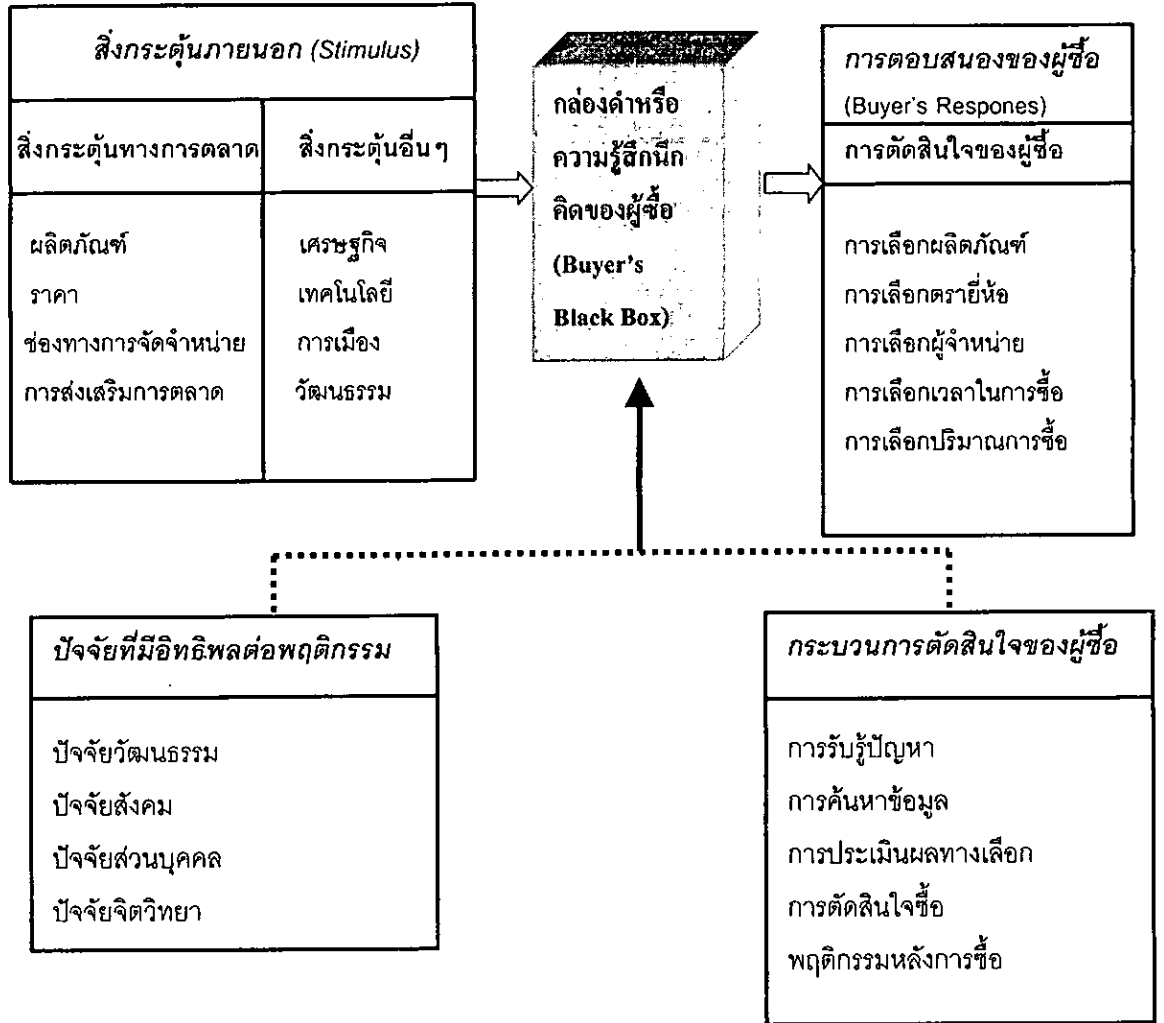 สิ่งกระตุ้นภายนอก (Stimulus)
สิ่งกระตุ้นทางการตลาด
ผลิตภัณฑ์
ราคา
ช่องทางการจัดจำหน่าย
การส่งเสริมการตลาด
สิ่งกระตุ้นอื่นๆ
เศรษฐกิจ
เทคโนโลยี
การเมือง
วัฒนธรรม
กล่องดำหรือ
ความรู้สึกนึก
คิดของผู้ซื้อ
(Buyer's
Black Box)
การตอบสนองของผู้ซื้อ
(Buyer's Respones)
การตัดสินใจของผู้ซื้อ
การเลือกผลิตภัณฑ์
การเลือกตรายี่ห้อ
การเลือกผู้จำหน่าย
การเลือกเวลาในการซื้อ
การเลือกปริมาณการซื้อ
ปัจจัยที่มีอิทธิพลต่อพฤติกรรม
ปัจจัยวัฒนธรรม
ปัจจัยสังคม
ปัจจัยส่วนบุคคล
ปัจจัยจิตวิทยา
กระบวนการตัดสินใจของผู้ซื้อ
การรับรู้ปัญหา
การค้นหาข้อมูล
การประเมินผลทางเลือก
การตัดสินใจซื้อ
พฤติกรรมหลังการซื้อ